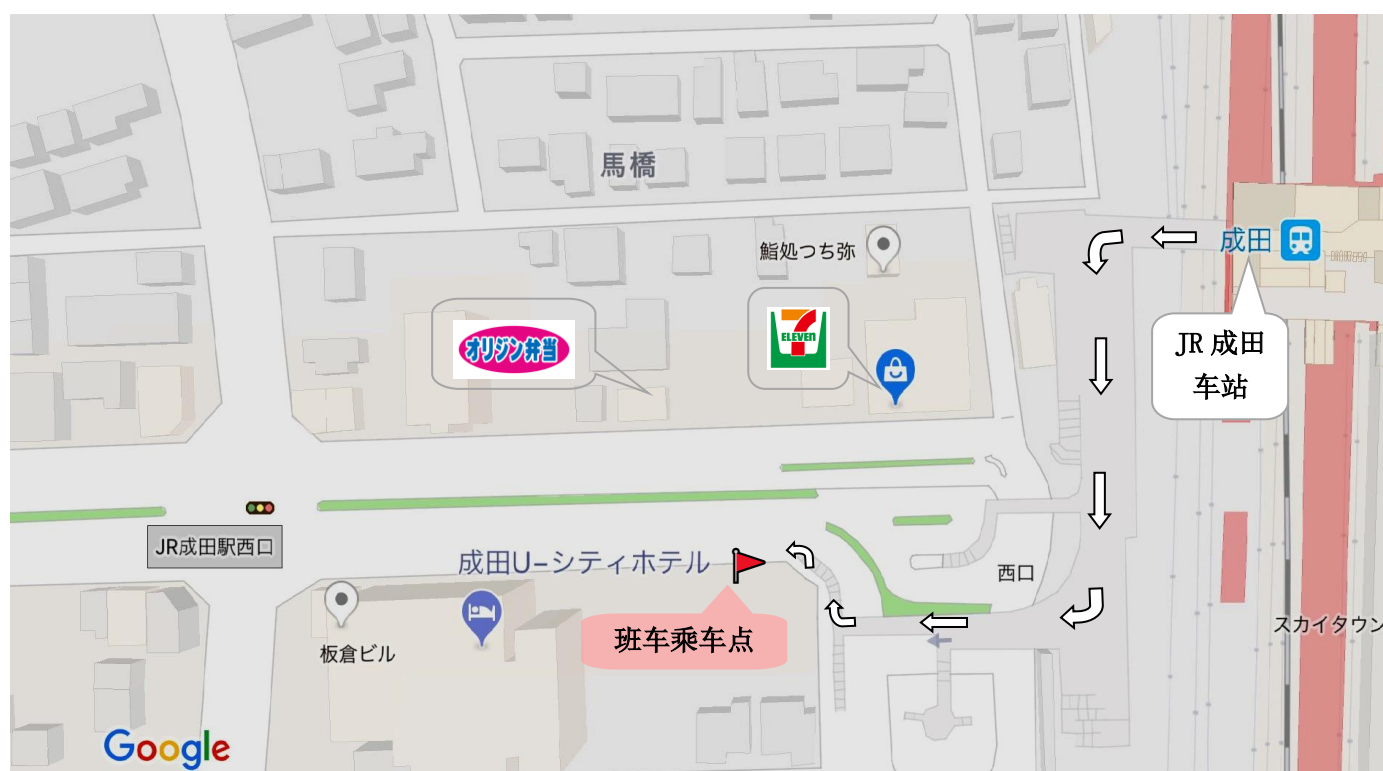 馬橋
鮨処つち弥
成田
オリジン弁当
7
ELEVEn
JR 成田
车站
JR成田駅西口
成田U-シティホテル
西口
班车乘车点
スカイタウン
板倉ビル
Google